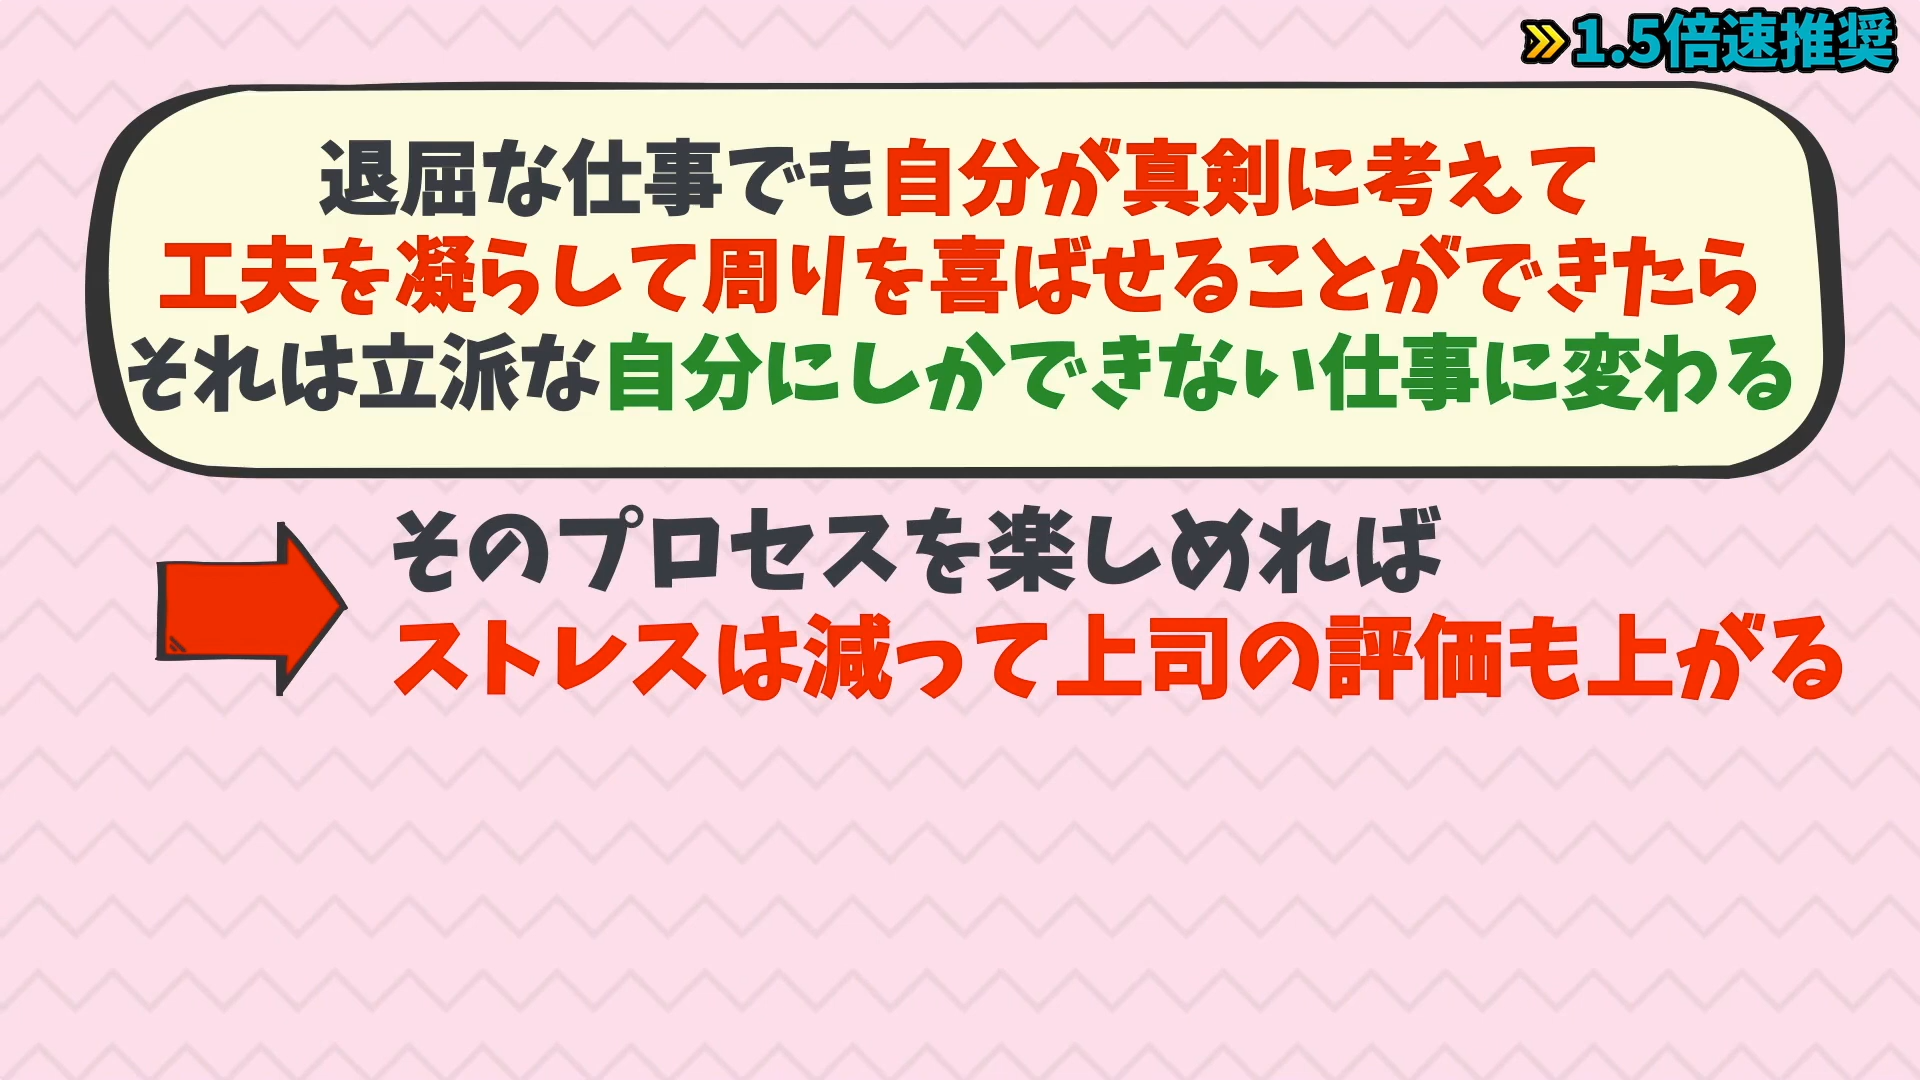 1.5倍速推奨
退屈な仕事でも自分が真剣に考えて
工夫を凝らして周りを喜ばせることができたら
それは立派な自分にしかできない仕事に変わる
そのプロセスを楽しめれば
ストレスは減って上司の評価も上がる